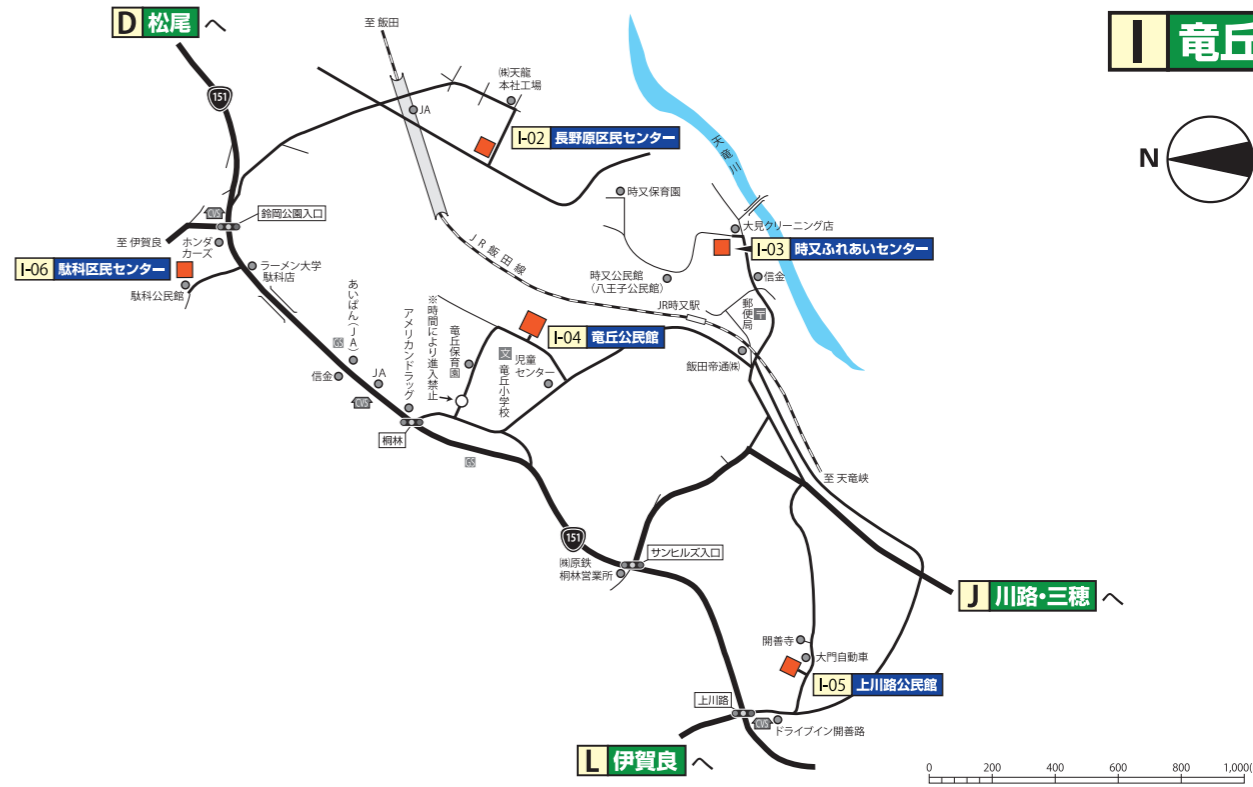 D 松尾 へ
至 飯田
I 竜丘
151
㈱天龍
本社工場
JA
I-02 長野原区民センター
天竜川
N
時又保育園
CVS
鈴岡公園入口
大見クリーニング店
至 伊賀良
ホンダ
カーズ
I-03 時又ふれあいセンター
I-06 駄科区民センター
ラーメン大学
駄科店
駄科公民館
JR飯田線
時又公民館
(八王子公民館)
信金
JR時又駅
郵便局
〒
あいぱん(JA)
※時間により進入禁止
アメリカンドラッグ
竜丘保育園
I-04 竜丘公民館
文
竜丘小学校
児童
センター
飯田帝通㈱
信金
JA
CVS
桐林
至 天竜峡
151
サンヒルズ入口
㈱原鉄
桐林営業所
J 川路・三穂 へ
開善寺
大門自動車
I-05 上川路公民館
上川路
CVS
ドライブイン開善路
L 伊賀良 へ
0 200 400 600 800 1,000(